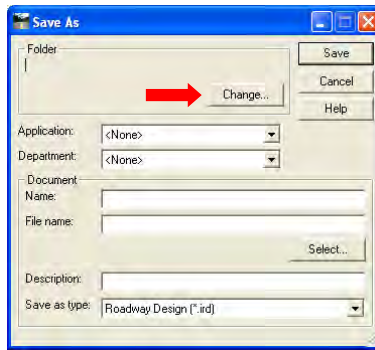 Save As
Folder
Save
Change...
Cancel
Help
Application: <None>
Department: <None>
Document
Name:
File name:
Select...
Description:
Save as type: Roadway Design (*.ird)